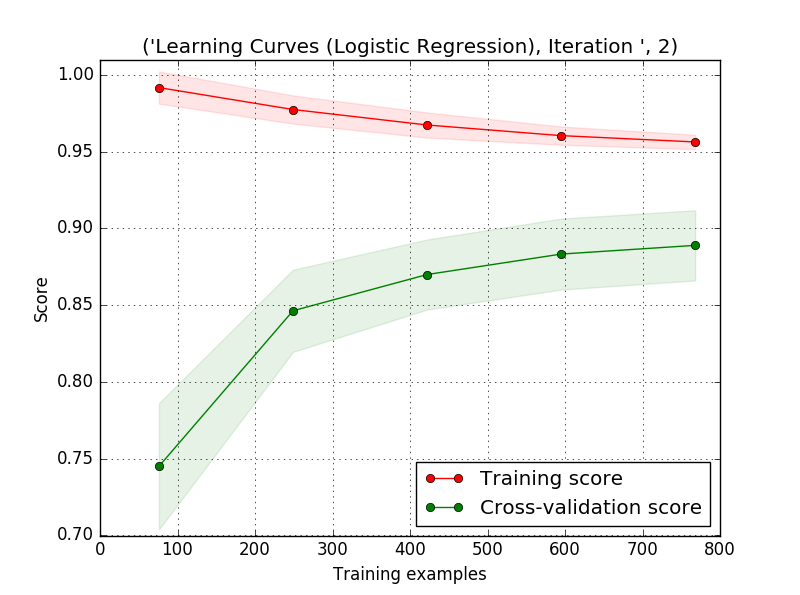 ('Learning Curves (Logistic Regression), Iteration ', 2)
1.00
0.95
0.90
0.85
0.80
0.75
0.70
Score
0 100 200 300 400 500 600 700 800
Training examples
Training score
Cross-validation score